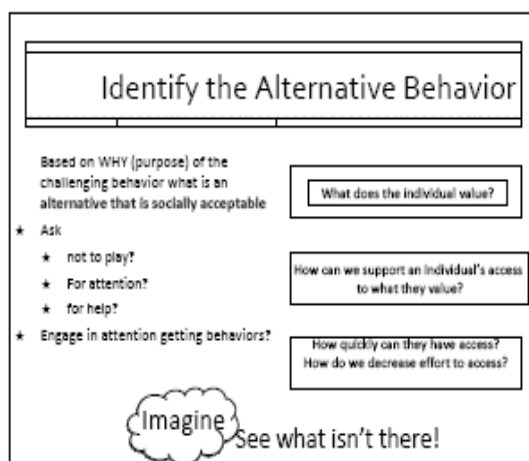 Identify the Alternative Behavior
Based on WHY (purpose) of the
challenging behavior what is an
alternative that is socially acceptable
★ Ask
★ not to play?
★ For attention?
★ for help?
★ Engage in attention getting behaviors?
What does the individual value?
How can we support an individual's access
to what they value?
How quickly can they have access?
How do we decrease effort to access?
Imagine
See what isn't there!